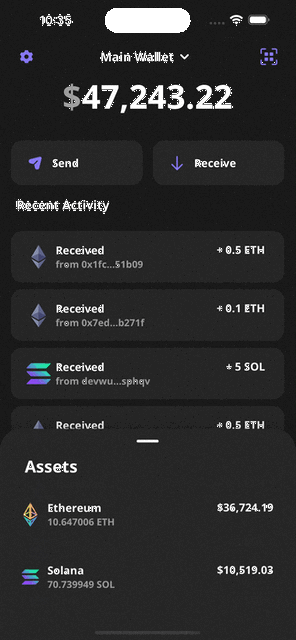 10:35
Main Wallet
$47,243.22
Send
Receive
Recent Activity
Received
+ 0.5 ETH
from 0x1fc...51b09
Received
+ 0.1 ETH
from 0x7ed...b271f
Received
+ 5 SOL
from devwu...sphqv
Received
+ 0.5 ETH
Assets
Ethereum
$36,724.19
10.647006 ETH
Solana
$10,519.03
70.739949 SOL